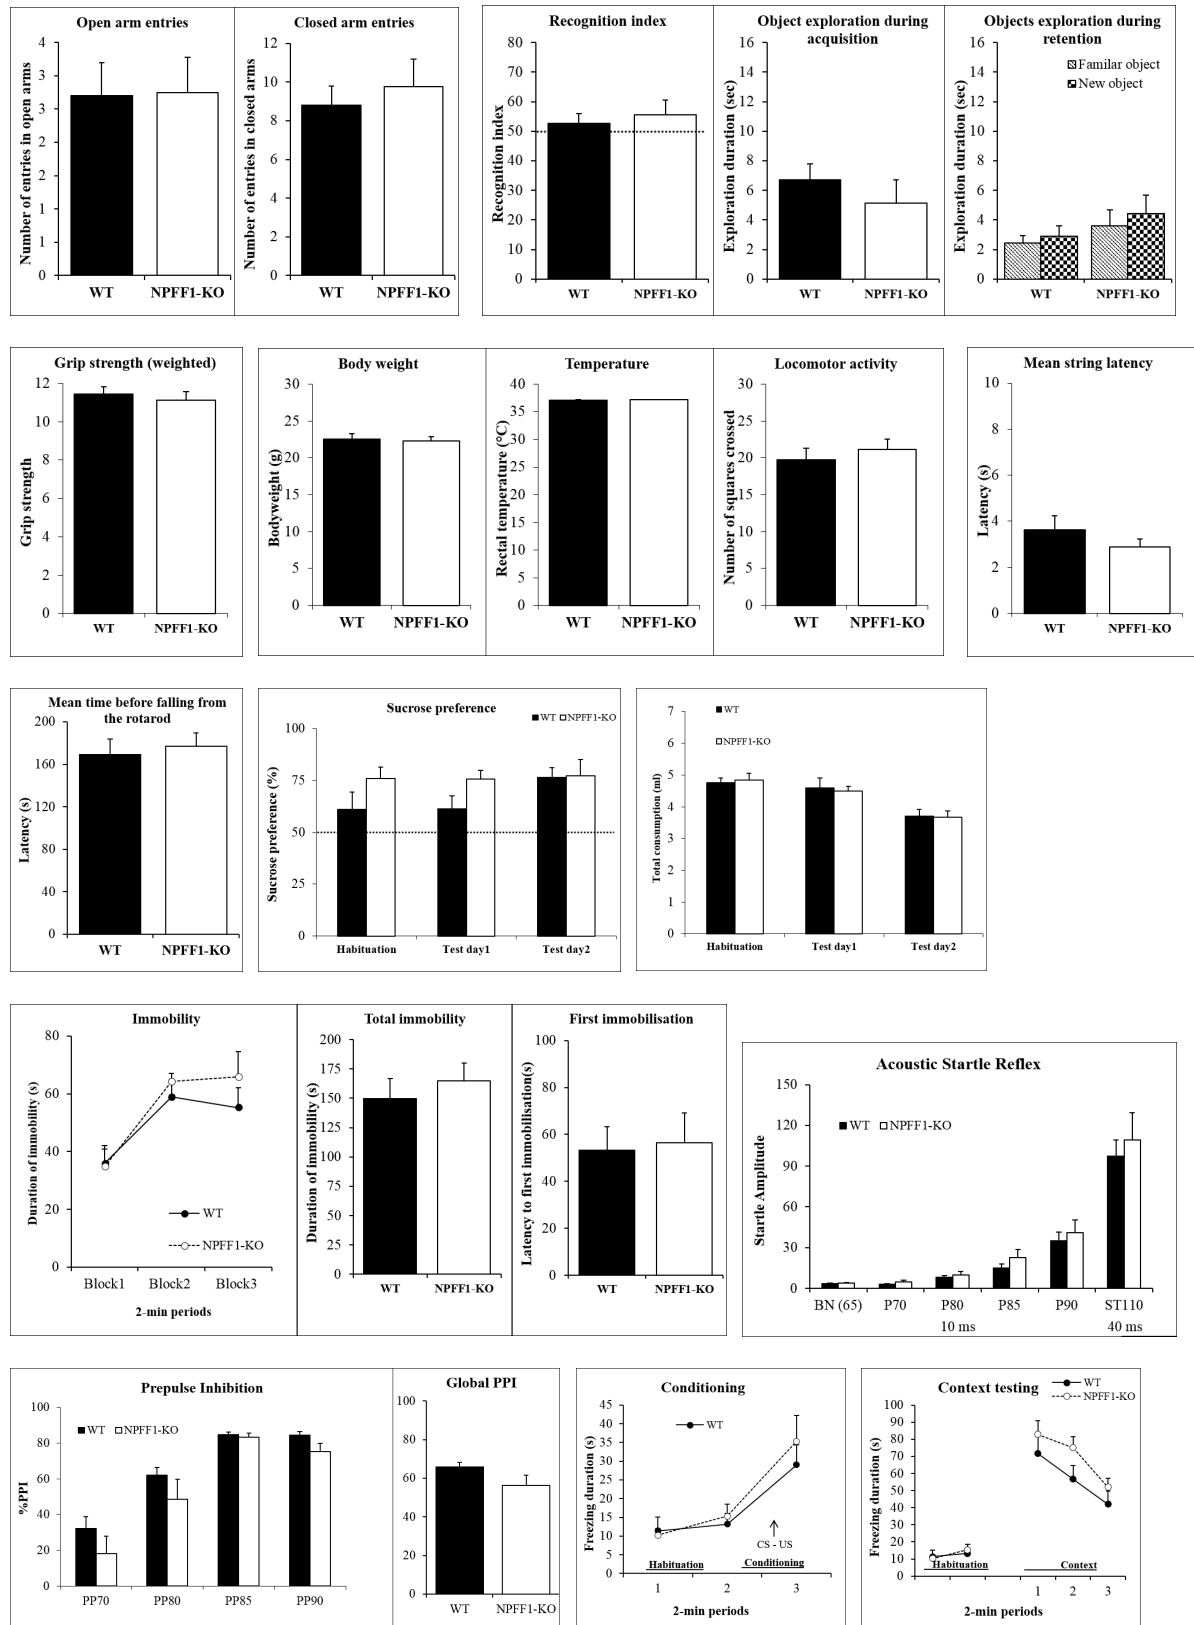 Open arm entries
Number of entries in open arms
4
3
3
2
2
1
1
0
WT
NPFF1-KO
Closed arm entries
Number of entries in closed arms
12
10
8
6
4
2
0
WT
NPFF1-KO
Recognition index
Recognition index
80
70
60
50
40
30
20
10
0
WT
NPFF1-KO
Object exploration during
acquisition
Exploration duration (sec)
16
14
12
10
8
6
4
2
0
WT
NPFF1-KO
Objects exploration during
retention
Exploration duration (sec)
16
14
12
10
8
6
4
2
0
Familar object
New object
WT
NPFF1-KO
Grip strength (weighted)
Grip strength
12
10
8
6
4
2
0
WT
NPFF1-KO
Body weight
Bodyweight (g)
30
25
20
15
10
5
0
WT
NPFF1-KO
Temperature
Rectal temperature (°C)
40
35
30
25
20
15
10
5
0
WT
NPFF1-KO
Locomotor activity
Number of squares crossed
30
25
20
15
10
5
0
WT
NPFF1-KO
Mean string latency
Latency (s)
10
8
6
4
2
0
WT
NPFF1-KO
Mean time before falling from
the rotarod
Latency (s)
200
160
120
80
40
0
WT
NPFF1-KO
Sucrose preference
WT NPFF1-KO
Sucrose preference (%)
100
75
50
25
0
Habituation Test day1 Test day2
WT
NPFF1-KO
Total consumption (ml)
7
6
5
4
3
2
1
0
Habituation Test day1 Test day2
Immobility
Duration of immobility (s)
80
60
40
20
0
WT
NPFF1-KO
Block1 Block2 Block3
2-min periods
Total immobility
Duration of immobility (s)
200
175
150
125
100
75
50
25
0
WT
NPFF1-KO
First immobilisation
Latency to first immobilisation(s)
100
80
60
40
20
0
WT
NPFF1-KO
Acoustic Startle Reflex
WT NPFF1-KO
Startle Amplitude
150
120
90
60
30
0
BN (65) P70 P80 P85 P90 ST110
10 ms 40 ms
Prepulse Inhibition
WT NPFF1-KO
%PPI
100
80
60
40
20
0
PP70 PP80 PP85 PP90
Global PPI
100
80
60
40
20
0
WT NPFF1-KO
Conditioning
WT
Freezing duration (s)
45
40
35
30
25
20
15
10
5
0
CS - US
Habituation Conditioning
1 2 3
2-min periods
Context testing
WT
NPFF1-KO
Freezing duration (s)
100
90
80
70
60
50
40
30
20
10
0
Habituation Context
1 2 3
2-min periods